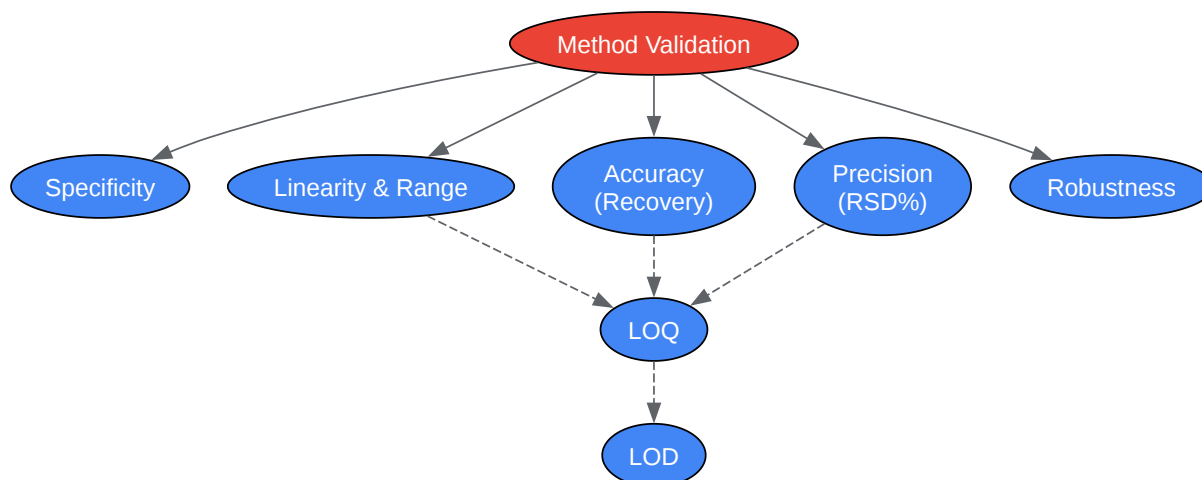 Method Validation
Specificity
Linearity & Range
Accuracy
(Recovery)
Precision
(RSD%)
Robustness
LOQ
LOD